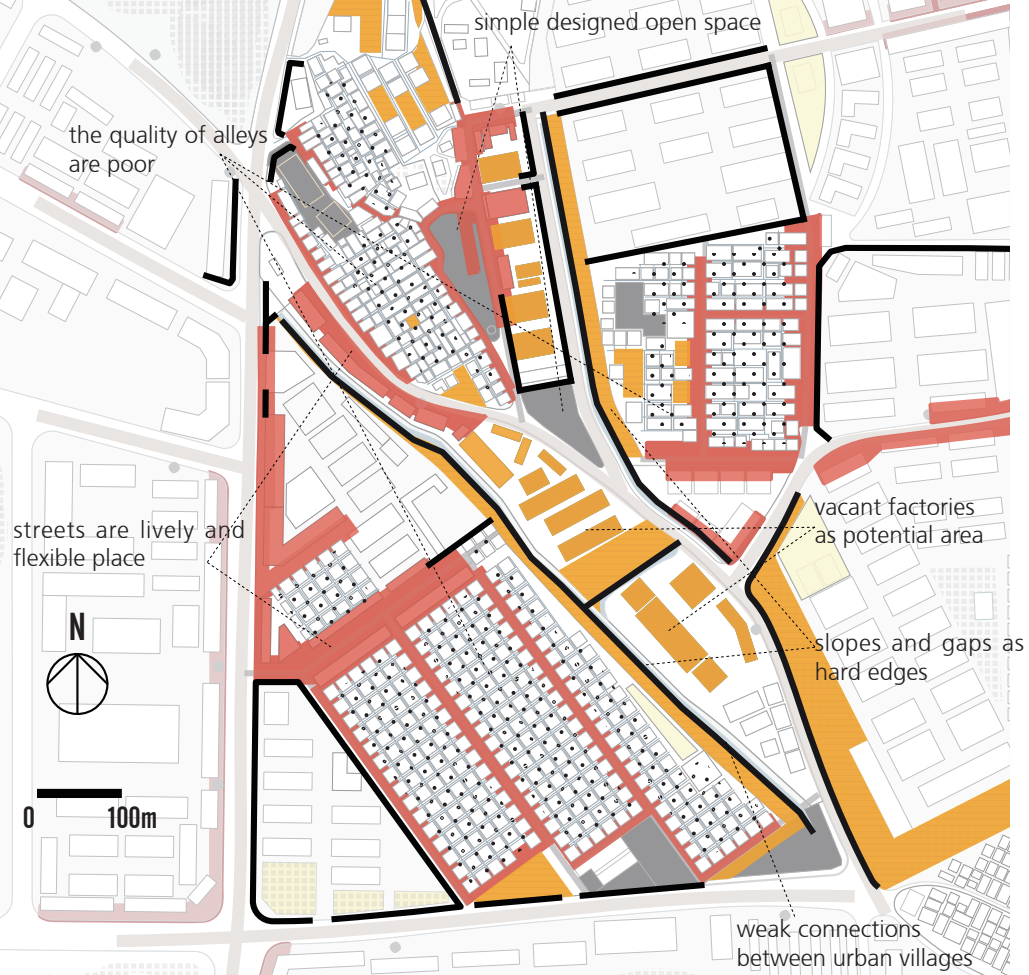 simple designed open space
the quality of alleys
are poor
vacant factories
as potential area
streets are lively and
flexible place
N
slopes and gaps as
hard edges
0 100m
weak connections
between urban villages